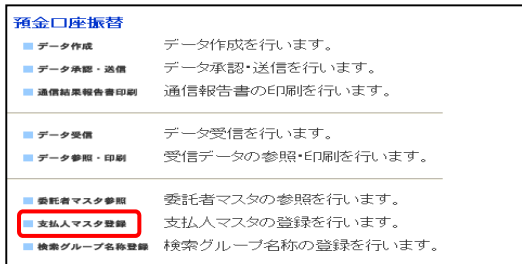 預金口座振替
データ作成 データ作成を行います。
データ承認・送信 データ承認・送信を行います。
通信結果報告書印刷 通信報告書の印刷を行います。
データ受信 データ受信を行います。
データ参照・印刷 受信データの参照・印刷を行います。
委託者マスタ参照 委託者マスタの参照を行います。
支払人マスタ登録 支払人マスタの登録を行います。
検索グループ名称登録 検索グループ名称の登録を行います。